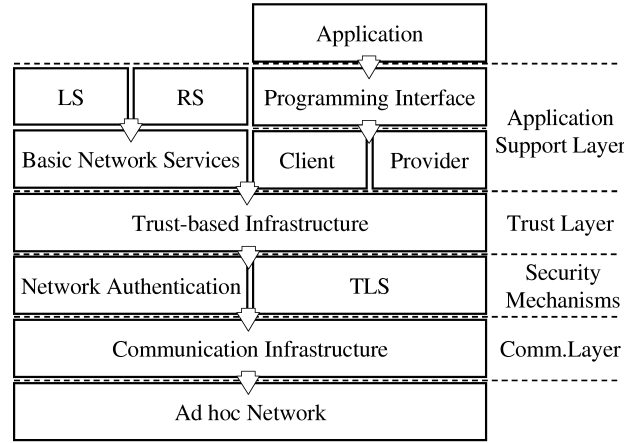 Application
LS
RS
Programming Interface
Application
Support Layer
Basic Network Services
Client
Provider
Trust-based Infrastructure
Trust Layer
Network Authentication
TLS
Security
Mechanisms
Communication Infrastructure
Comm.Layer
Ad hoc Network